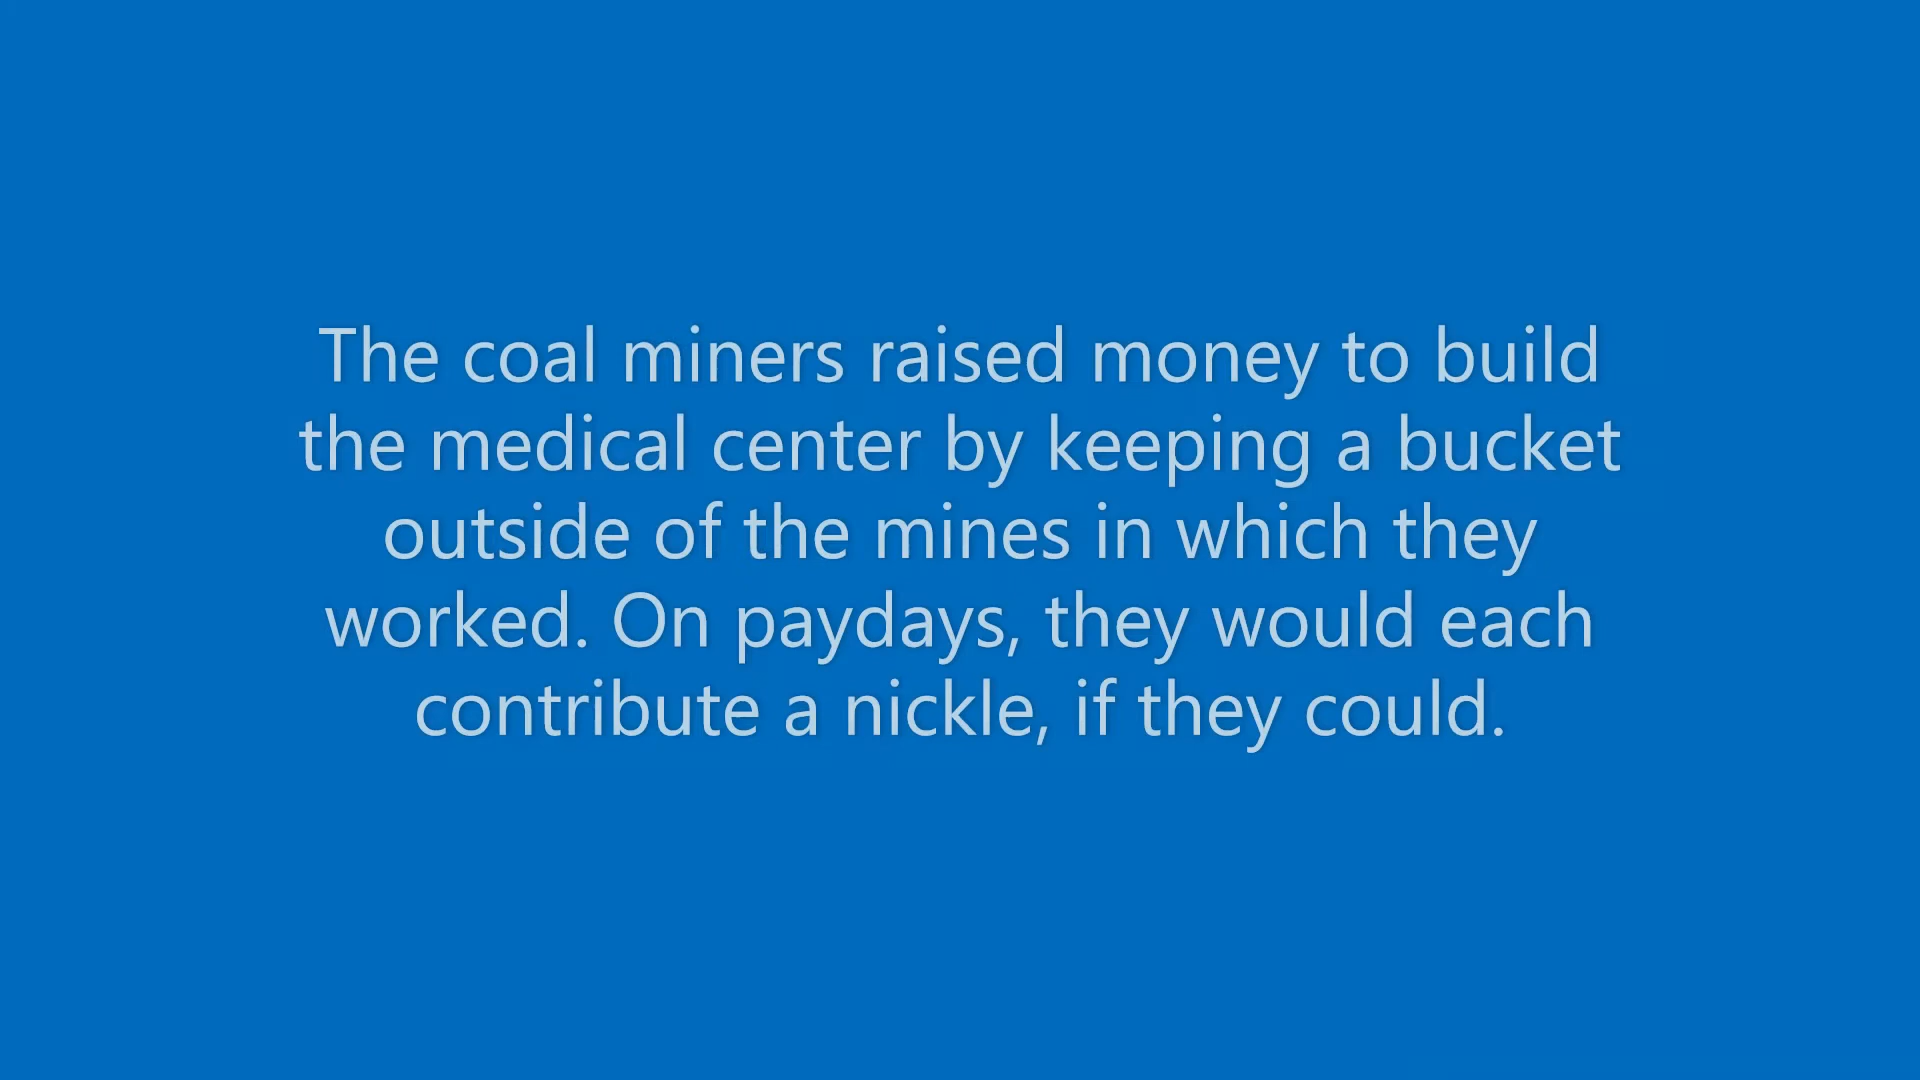 The coal miners raised money to build
the medical center by keeping a bucket
outside of the mines in which they
worked. On paydays, they would each
contribute a nickle, if they could.